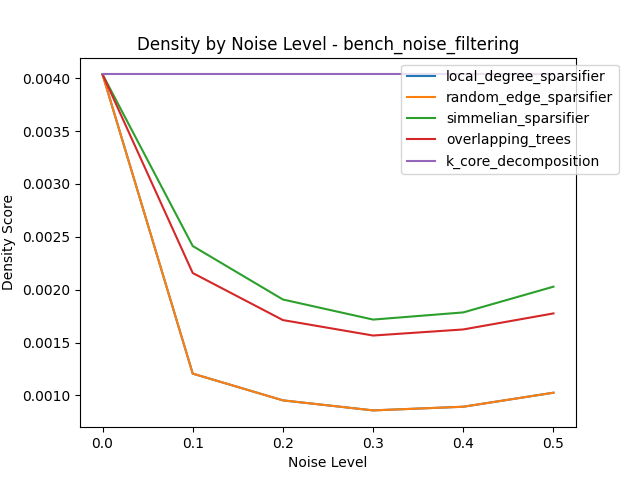 Density by Noise Level - bench_noise_filtering
0.0040
0.0035
0.0030
0.0025
0.0020
0.0015
0.0010
Density Score
local_degree_sparsifier
random_edge_sparsifier
simmelian_sparsifier
overlapping_trees
k_core_decomposition
0.0 0.1 0.2 0.3 0.4 0.5
Noise Level